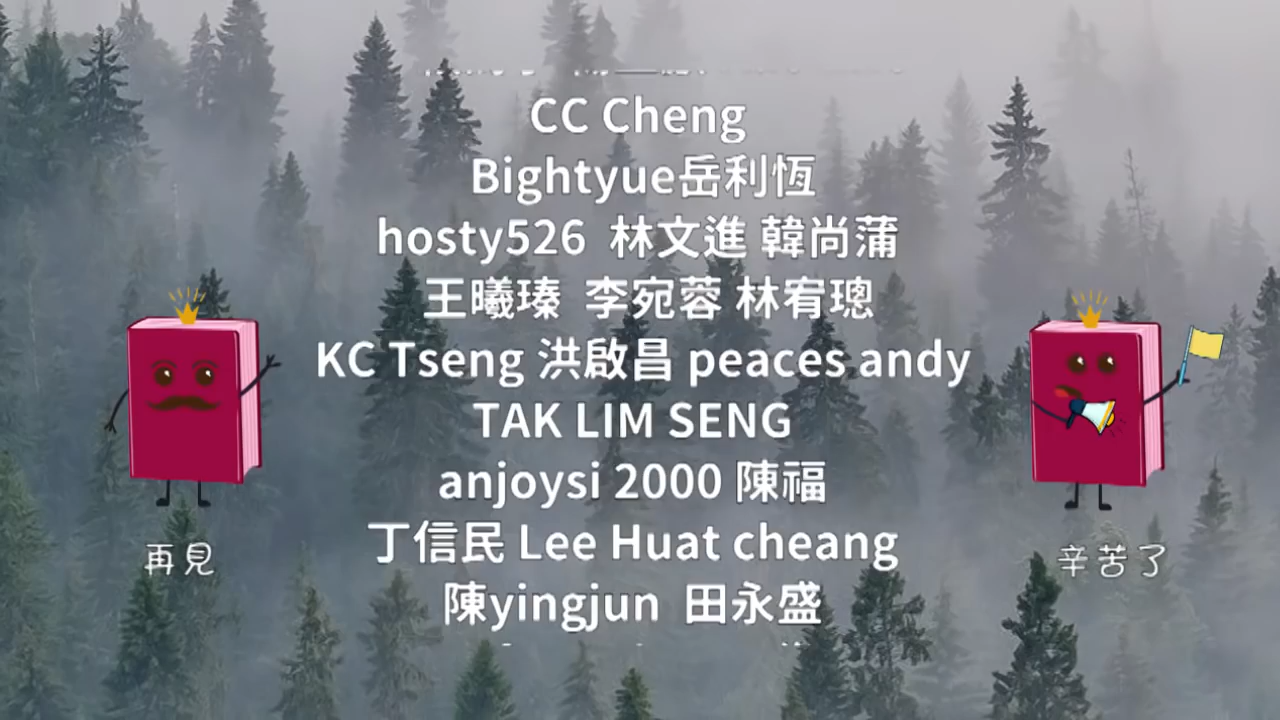 CC Cheng
Bightyue岳利恆
hosty526 林文進 韓尚蒲
王曦瑧 李宛蓉 林宥璁
KC Tseng 洪啟昌 peaces andy
TAK LIM SENG
anjoysi 2000 陳福
丁信民 Lee Huat cheang
陳yingjun 田永盛
再見
辛苦了